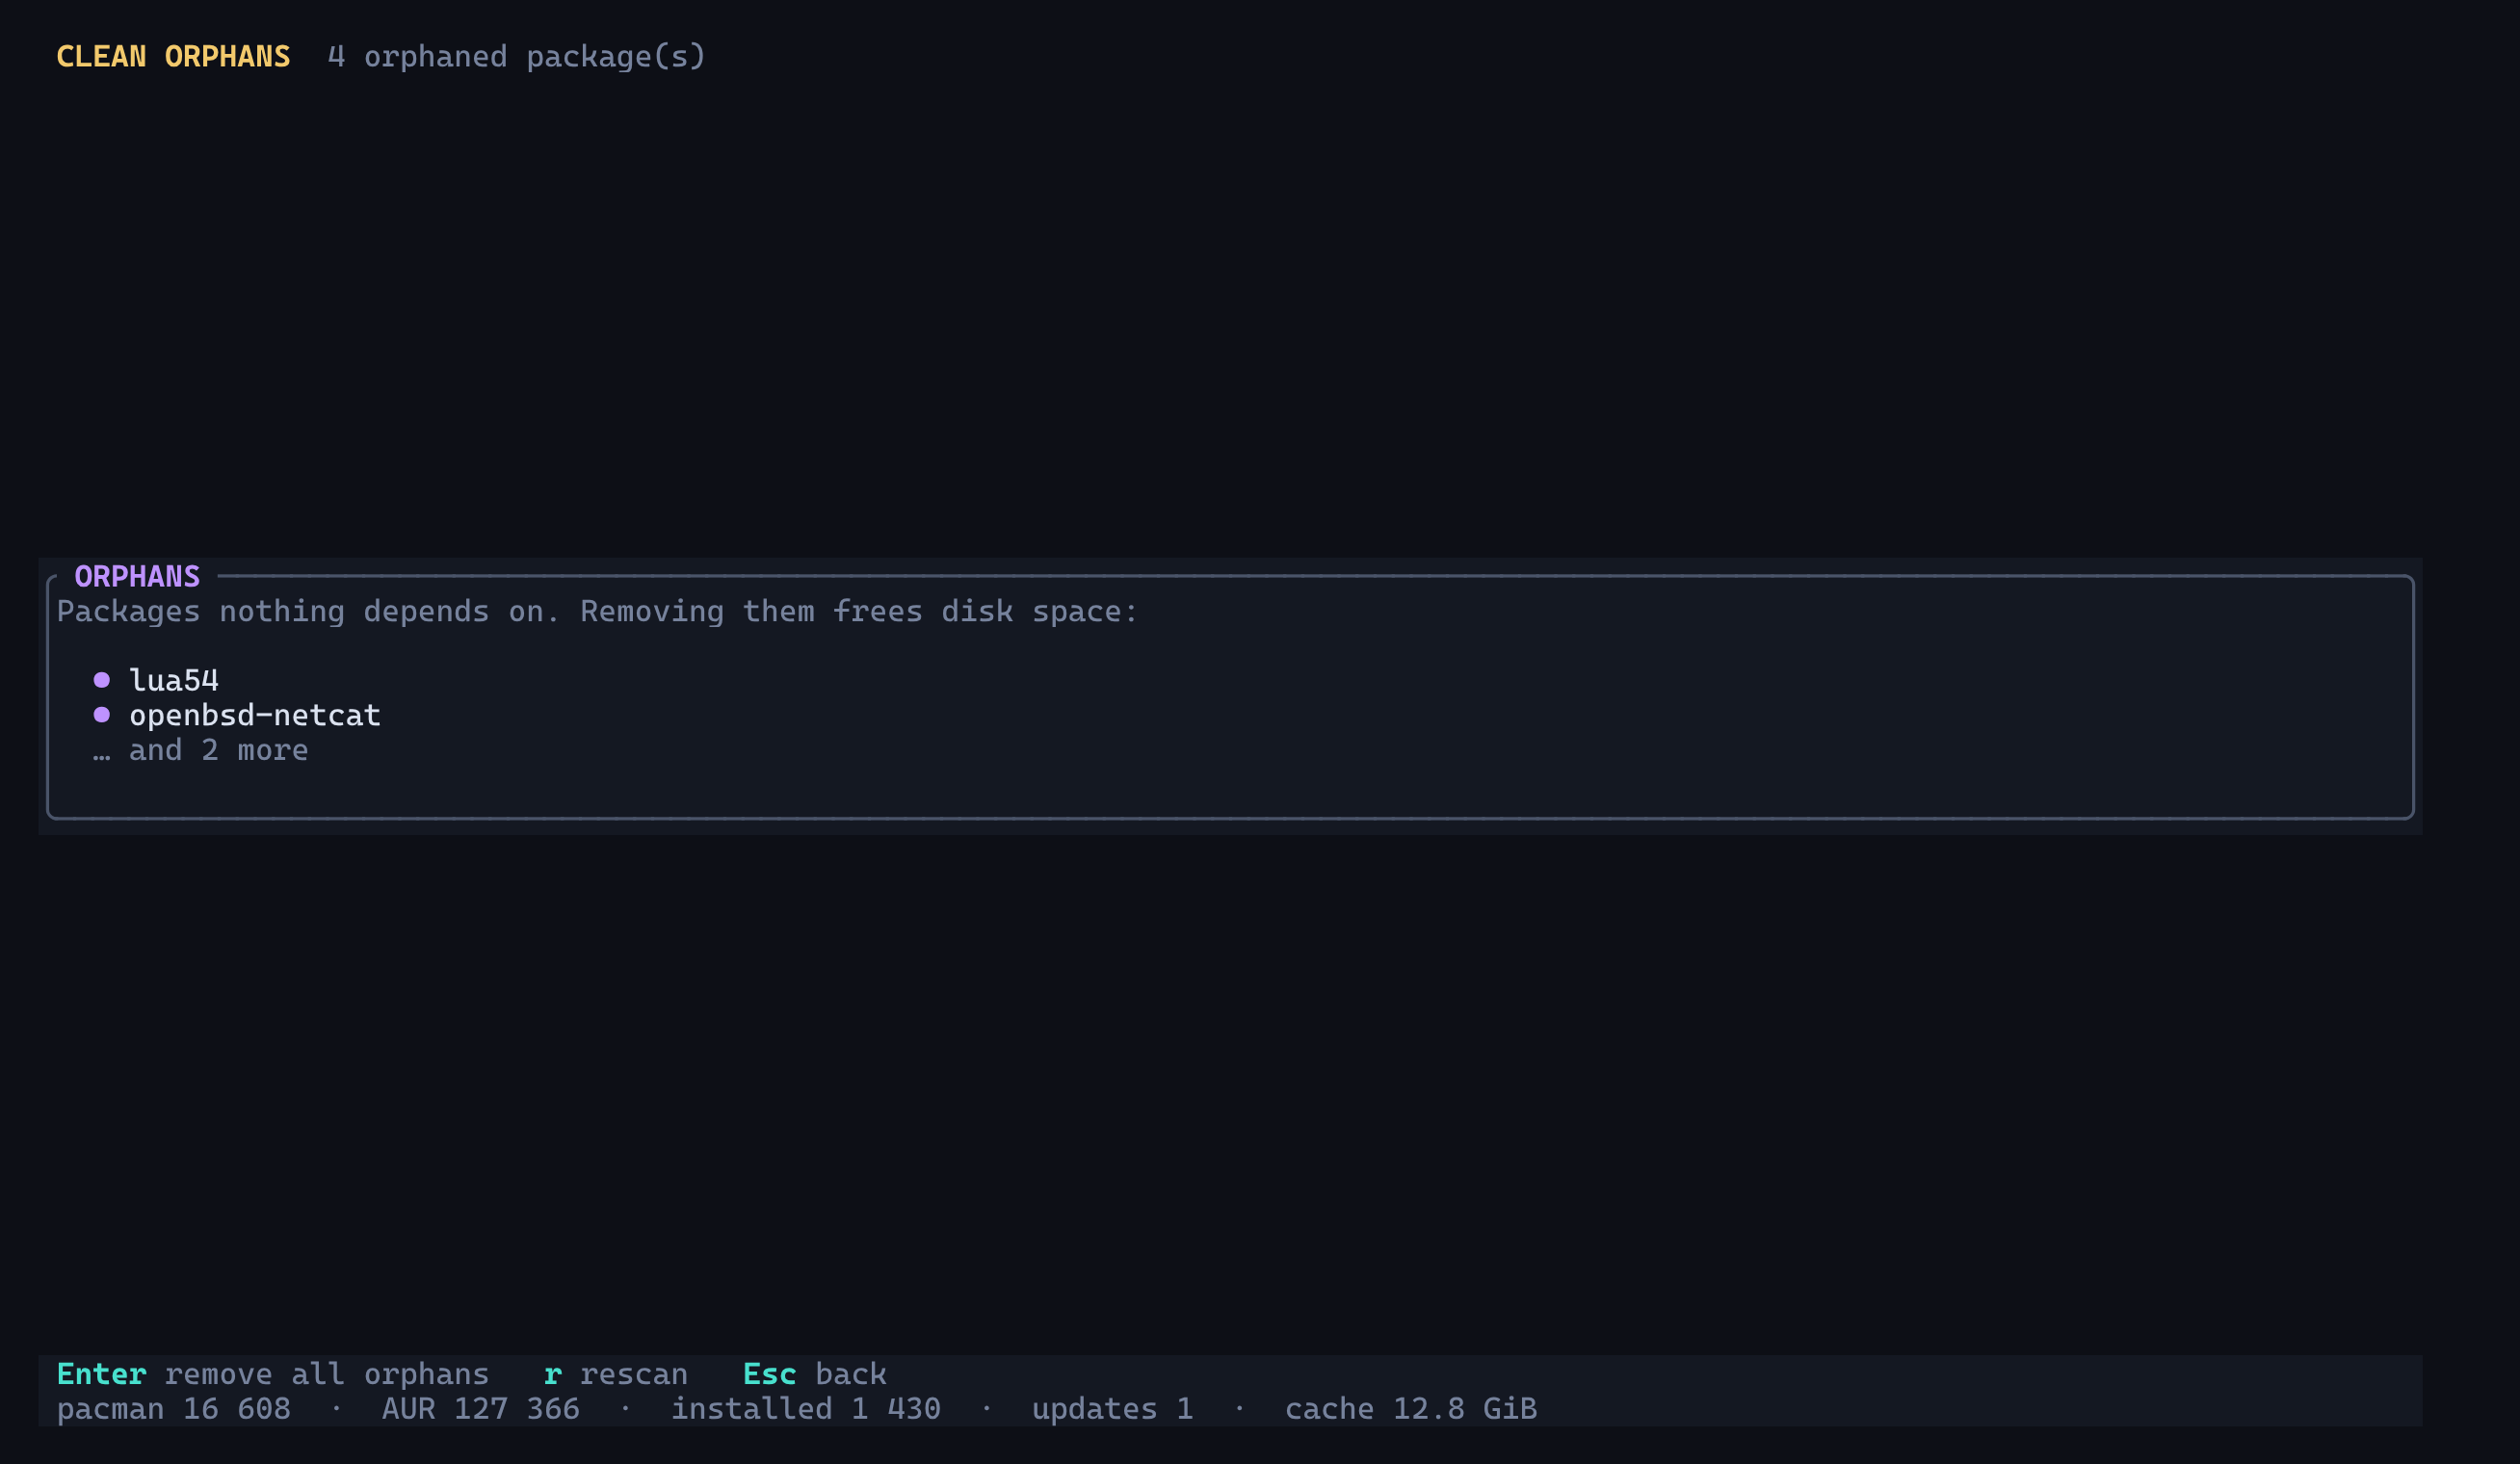 CLEAN ORPHANS  4 orphaned package(s)
ORPHANS
Packages nothing depends on. Removing them frees disk space:
● lua54
● openbsd-netcat
… and 2 more
Enter remove all orphans   r rescan   Esc back
pacman 16 608  ·  AUR 127 366  ·  installed 1 430  ·  updates 1  ·  cache 12.8 GiB